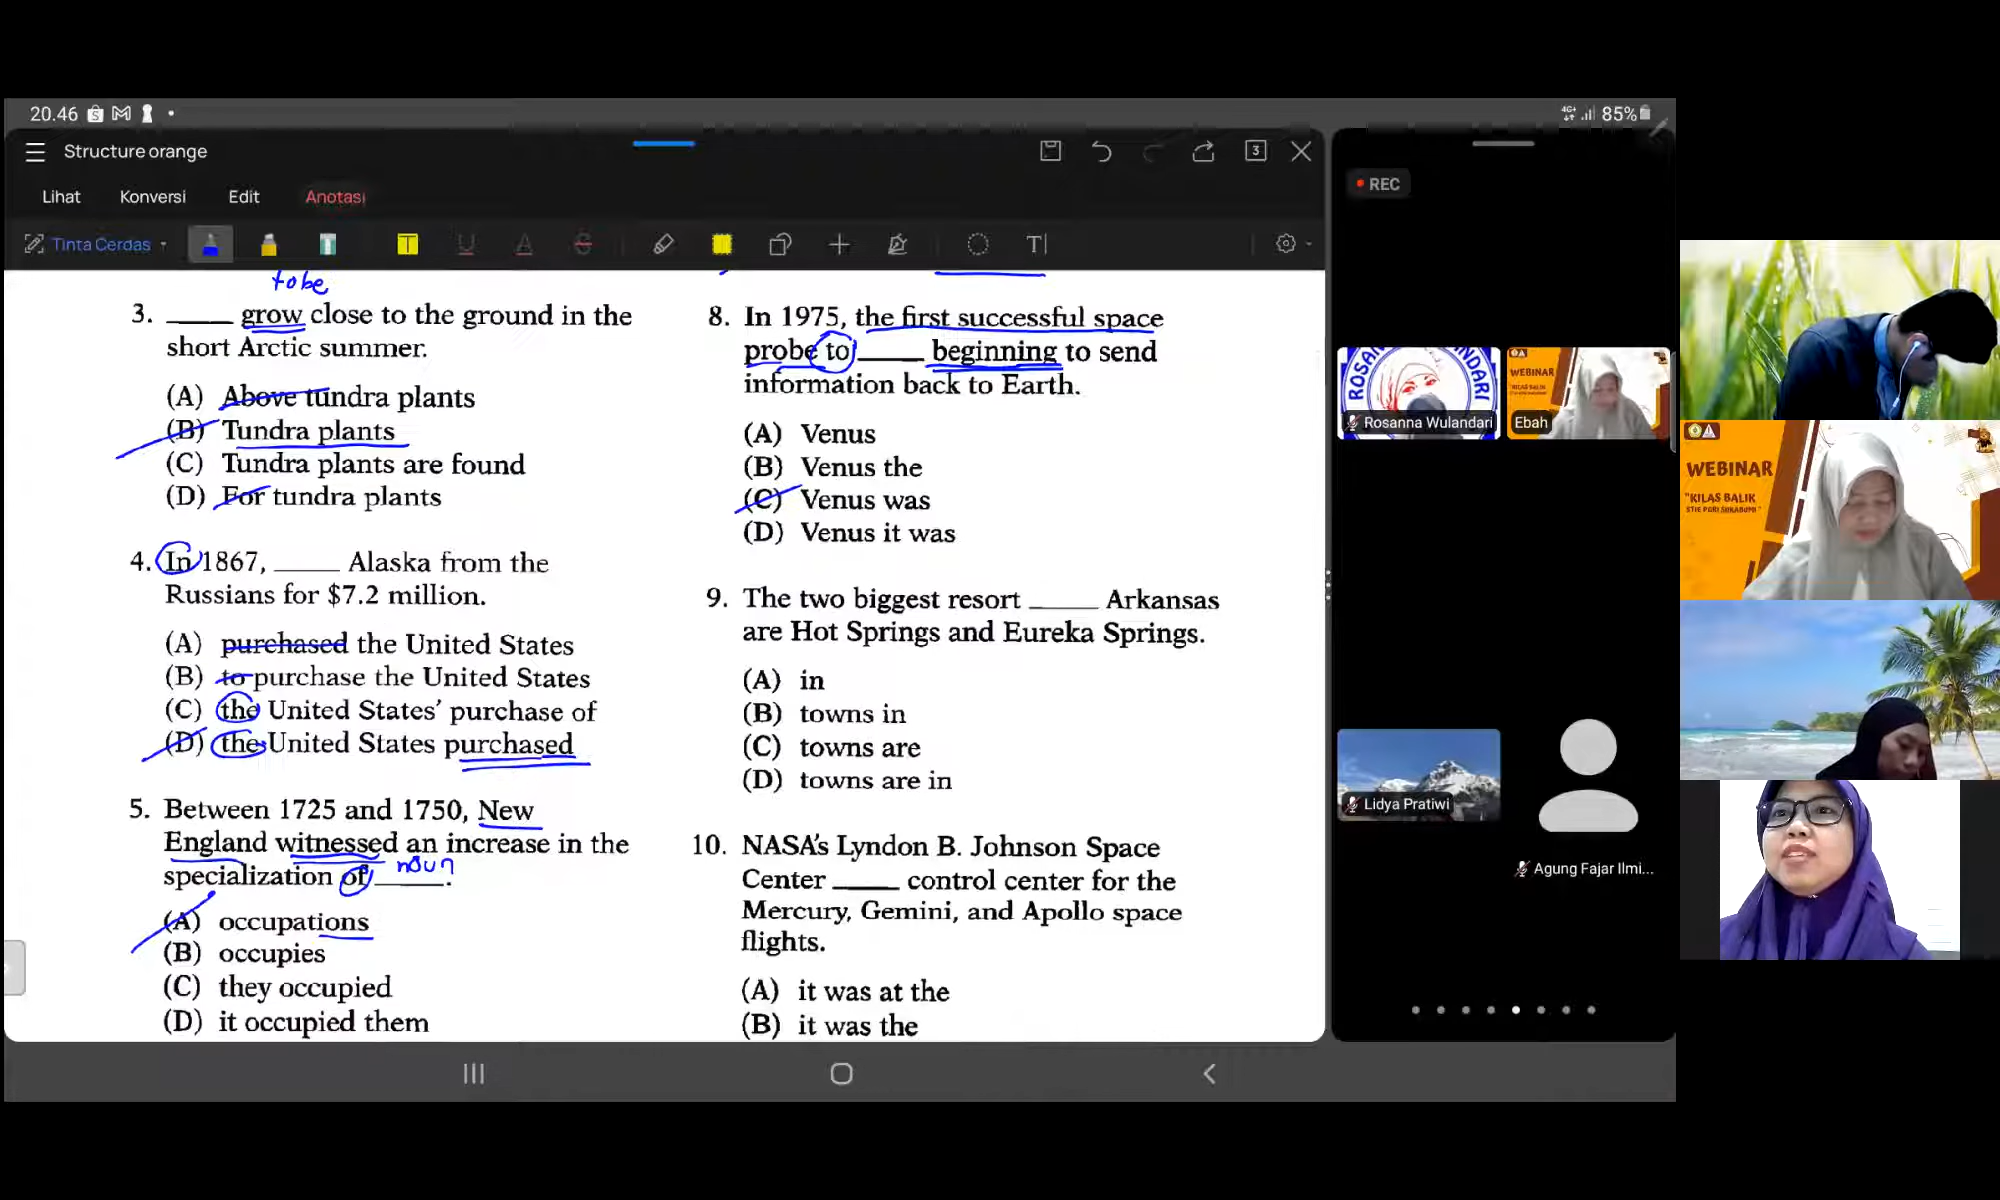 20.46
4G+
85%
Structure orange
3
Lihat
Konversi
Edit
Anotasi
Tinta Cerdas
to be
3. _____ grow close to the ground in the
short Arctic summer.
(A) Above tundra plants
(B) Tundra plants
(C) Tundra plants are found
(D) For tundra plants
4. In 1867, _____ Alaska from the
Russians for $7.2 million.
(A) purchased the United States
(B) to purchase the United States
(C) the United States' purchase of
(D) the United States purchased
5. Between 1725 and 1750, New
England witnessed an increase in the
noun
specialization of _____.
(A) occupations
(B) occupies
(C) they occupied
(D) it occupied them
8. In 1975, the first successful space
probe to _____ beginning to send
information back to Earth.
(A) Venus
(B) Venus the
(C) Venus was
(D) Venus it was
9. The two biggest resort _____ Arkansas
are Hot Springs and Eureka Springs.
(A) in
(B) towns in
(C) towns are
(D) towns are in
10. NASA's Lyndon B. Johnson Space
Center _____ control center for the
Mercury, Gemini, and Apollo space
flights.
(A) it was at the
(B) it was the
REC
Rosanna Wulandari
WEBINAR
Ebah
Lidya Pratiwi
Agung Fajar Ilmi...
WEBINAR
"KILAS BALIK
STIE PGRI SUKABUMI"